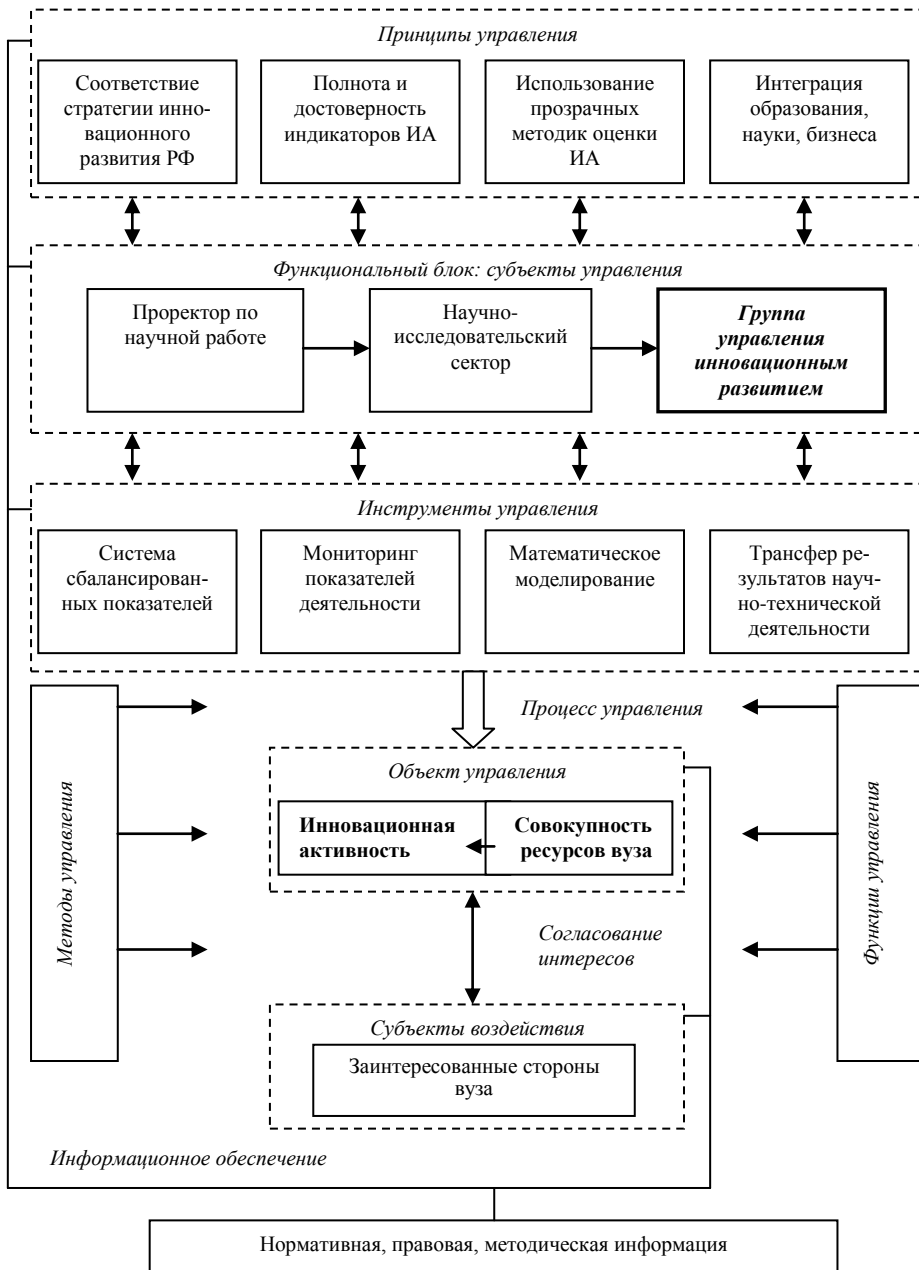 Принципы управления
Соответствие
стратегии инно-
вационного
развития РФ
Полнота и
достоверность
индикаторов ИА
Использование
прозрачных
методик оценки
ИА
Интеграция
образования,
науки, бизнеса
Функциональный блок: субъекты управления
Проректор по
научной работе
Научно-
исследовательский
сектор
Группа
управления
инновационным
развитием
Инструменты управления
Система
сбалансирован-
ных показателей
Мониторинг
показателей
деятельности
Математическое
моделирование
Трансфер ре-
зультатов науч-
но-технической
деятельности
Методы управления
Процесс управления
Функции управления
Объект управления
Инновационная
активность
Совокупность
ресурсов вуза
Согласование
интересов
Субъекты воздействия
Заинтересованные стороны
вуза
Информационное обеспечение
Нормативная, правовая, методическая информация